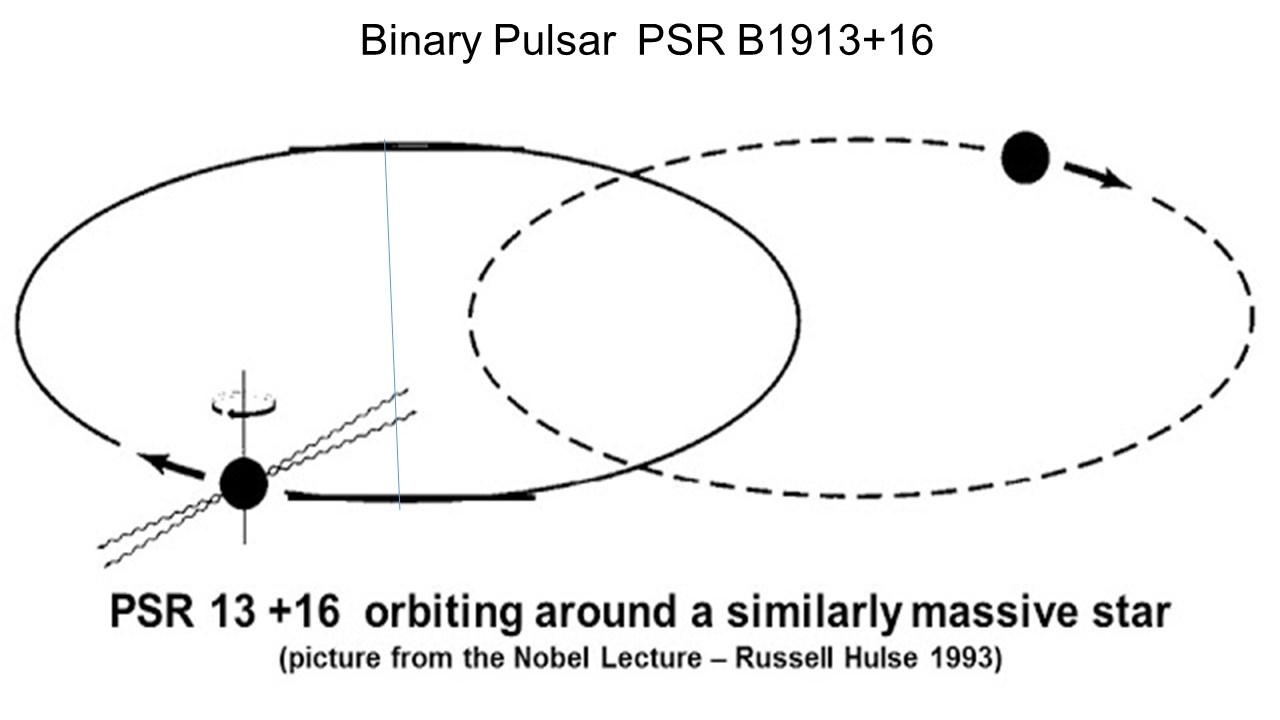 Binary Pulsar PSR B1913+16
PSR 13 +16 orbiting around a similarly massive star
(picture from the Nobel Lecture – Russell Hulse 1993)